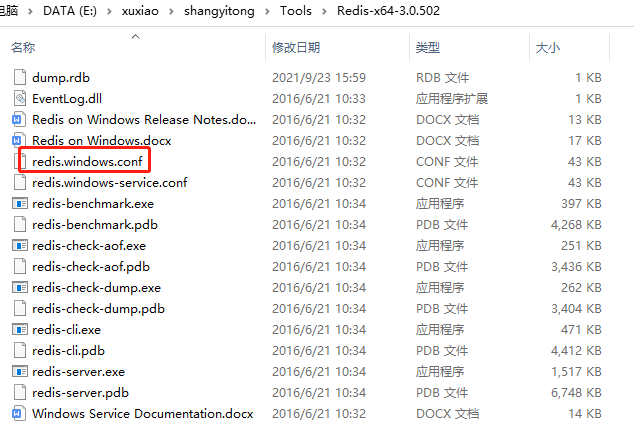 电脑 > DATA (E:) > xuxiao > shangyitong > Tools > Redis-x64-3.0.502
名称 修改日期 类型 大小
dump.rdb 2021/9/23 15:59 RDB 文件 1 KB
EventLog.dll 2016/6/21 10:33 应用程序扩展 1 KB
Redis on Windows Release Notes.do... 2016/6/21 10:32 DOCX 文档 13 KB
Redis on Windows.docx 2016/6/21 10:32 DOCX 文档 17 KB
redis.windows.conf 2016/6/21 10:32 CONF 文件 43 KB
redis.windows-service.conf 2016/6/21 10:32 CONF 文件 43 KB
redis-benchmark.exe 2016/6/21 10:34 应用程序 397 KB
redis-benchmark.pdb 2016/6/21 10:34 PDB 文件 4,268 KB
redis-check-aof.exe 2016/6/21 10:34 应用程序 251 KB
redis-check-aof.pdb 2016/6/21 10:34 PDB 文件 3,436 KB
redis-check-dump.exe 2016/6/21 10:34 应用程序 262 KB
redis-check-dump.pdb 2016/6/21 10:34 PDB 文件 3,404 KB
redis-cli.exe 2016/6/21 10:34 应用程序 471 KB
redis-cli.pdb 2016/6/21 10:34 PDB 文件 4,412 KB
redis-server.exe 2016/6/21 10:34 应用程序 1,517 KB
redis-server.pdb 2016/6/21 10:34 PDB 文件 6,748 KB
Windows Service Documentation.docx 2016/6/21 10:32 DOCX 文档 14 KB